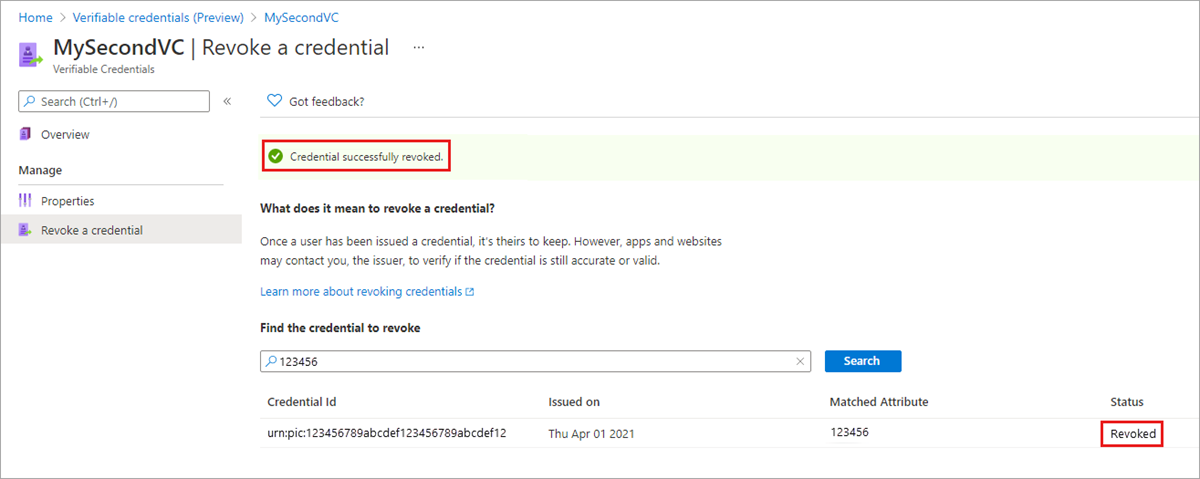 Home > Verifiable credentials (Preview) > MySecondVC
MySecondVC | Revoke a credential ...
Verifiable Credentials
Search (Ctrl+/) «
Overview
Manage
Properties
Revoke a credential
Got feedback?
Credential successfully revoked.
What does it mean to revoke a credential?
Once a user has been issued a credential, it's theirs to keep. However, apps and websites
may contact you, the issuer, to verify if the credential is still accurate or valid.
Learn more about revoking credentials
Find the credential to revoke
123456 Search
Credential Id Issued on Matched Attribute Status
urn:pic:123456789abcdef123456789abcdef12 Thu Apr 01 2021 123456 Revoked